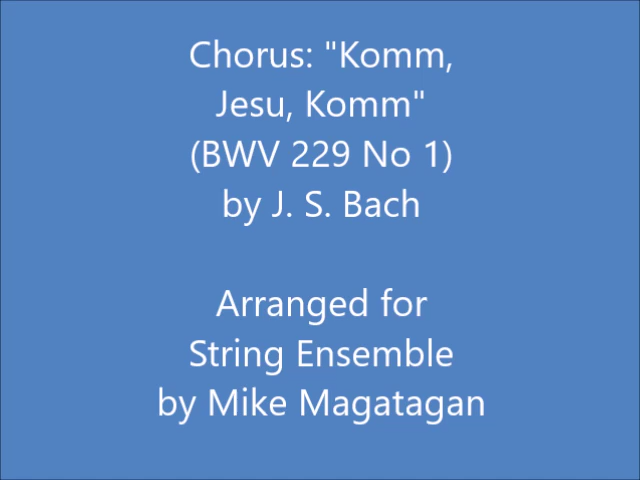 Chorus: "Komm,
Jesu, Komm"
(BWV 229 No 1)
by J. S. Bach
Arranged for
String Ensemble
by Mike Magatagan